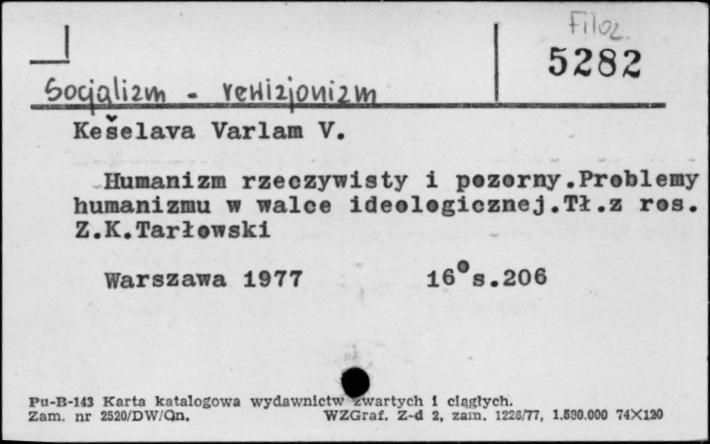 Filoz.
5282
Socjalizm - rewizjonizm
Kešelava Varlam V.
Humanizm rzeczywisty i pozorny.Problemy
humanizmu w walce ideologicznej.Tł.z ros.
Z.K.Tarłowski
Warszawa 1977 16° s.206
Pu-B-143 Karta katalogowa wydawnictw zwartych i ciągłych.
Zam. nr 2520/DW/Qn. WZGraf. Z-d 2, zam. 1226/77, 1.590.000 74X120